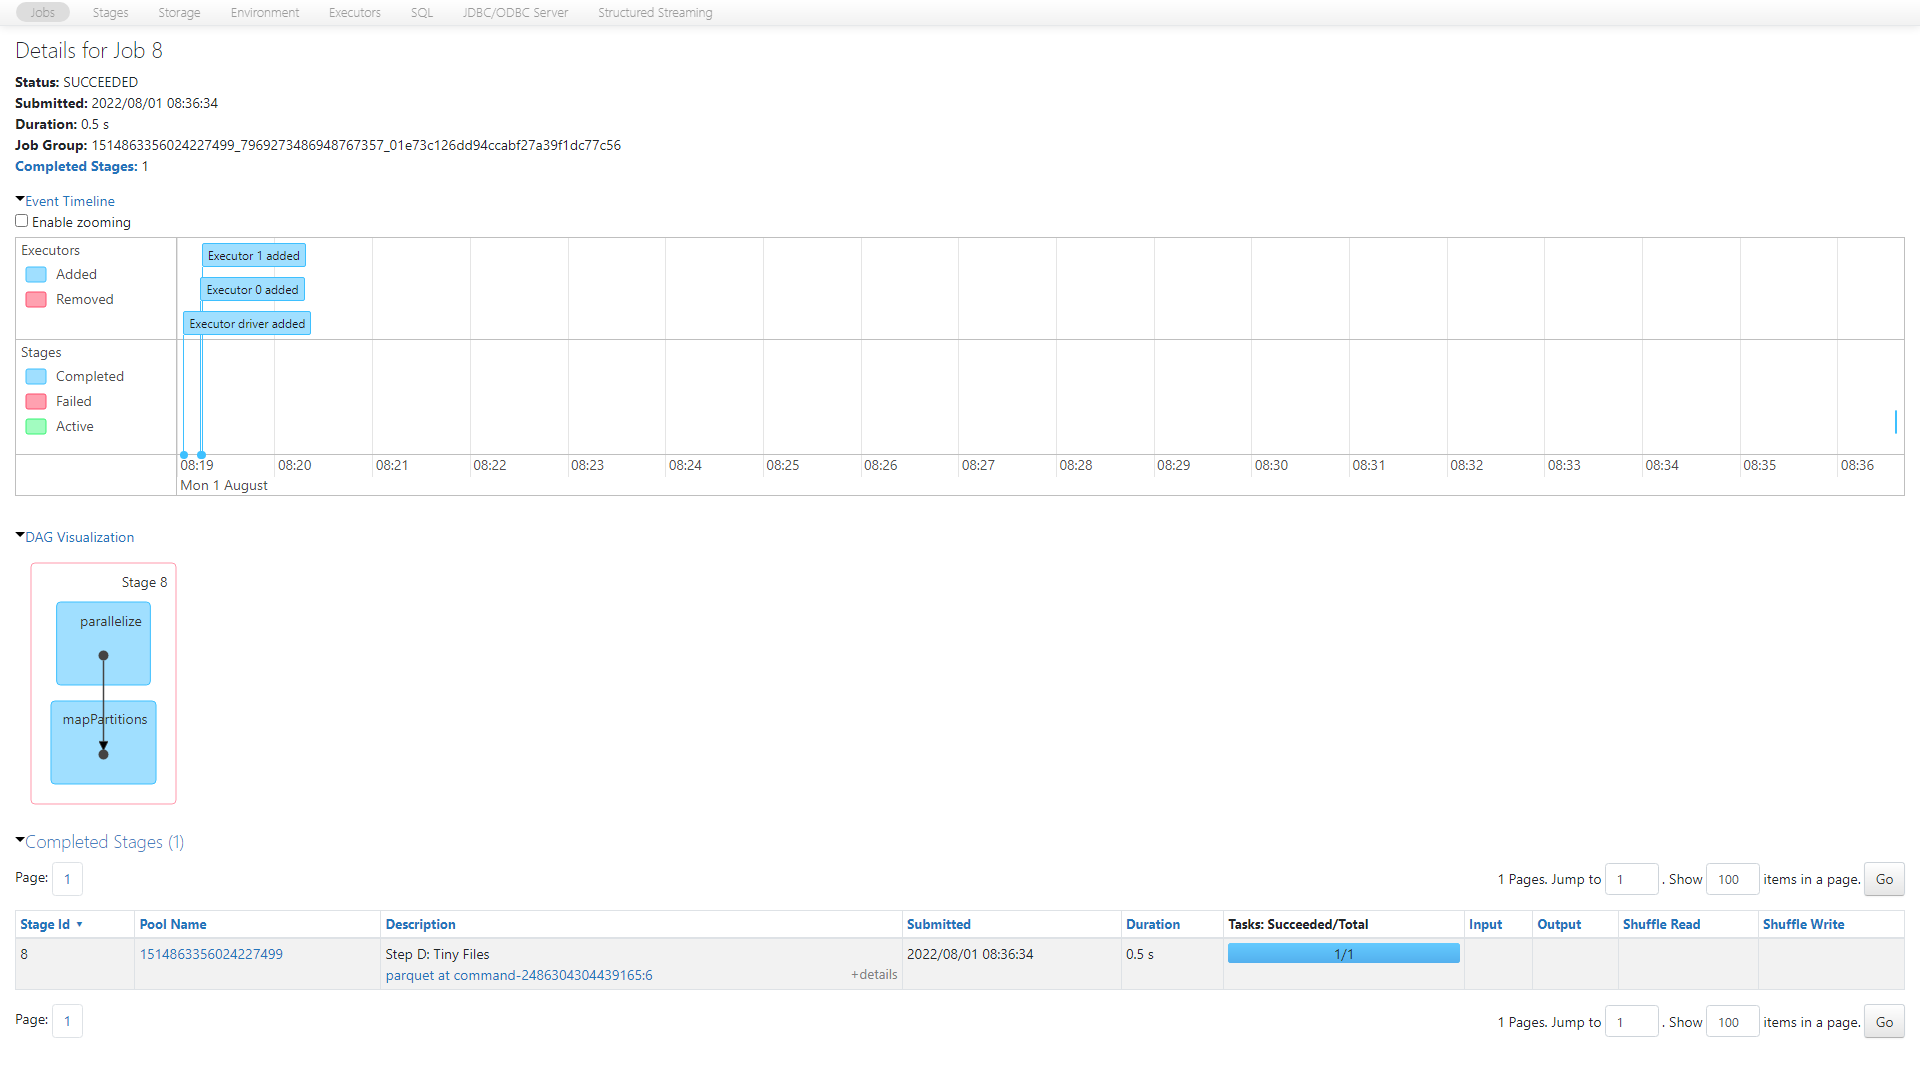 Jobs Stages Storage Environment Executors SQL JDBC/ODBC Server Structured Streaming
Details for Job 8
Status: SUCCEEDED
Submitted: 2022/08/01 08:36:34
Duration: 0.5 s
Job Group: 1514863356024227499_7969273486948767357_01e73c126dd94ccabf27a39f1dc77c56
Completed Stages: 1
Event Timeline
Enable zooming
Executors
Added
Removed
Executor 1 added
Executor 0 added
Executor driver added
Stages
Completed
Failed
Active
08:19 08:20 08:21 08:22 08:23 08:24 08:25 08:26 08:27 08:28 08:29 08:30 08:31 08:32 08:33 08:34 08:35 08:36
Mon 1 August
DAG Visualization
Stage 8
parallelize
mapPartitions
Completed Stages (1)
Page: 1
1 Pages. Jump to 1 . Show 100 items in a page. Go
Stage Id Pool Name Description Submitted Duration Tasks: Succeeded/Total Input Output Shuffle Read Shuffle Write
8 1514863356024227499 Step D: Tiny Files 2022/08/01 08:36:34 0.5 s 1/1
parquet at command-2486304304439165:6 +details
Page: 1
1 Pages. Jump to 1 . Show 100 items in a page. Go